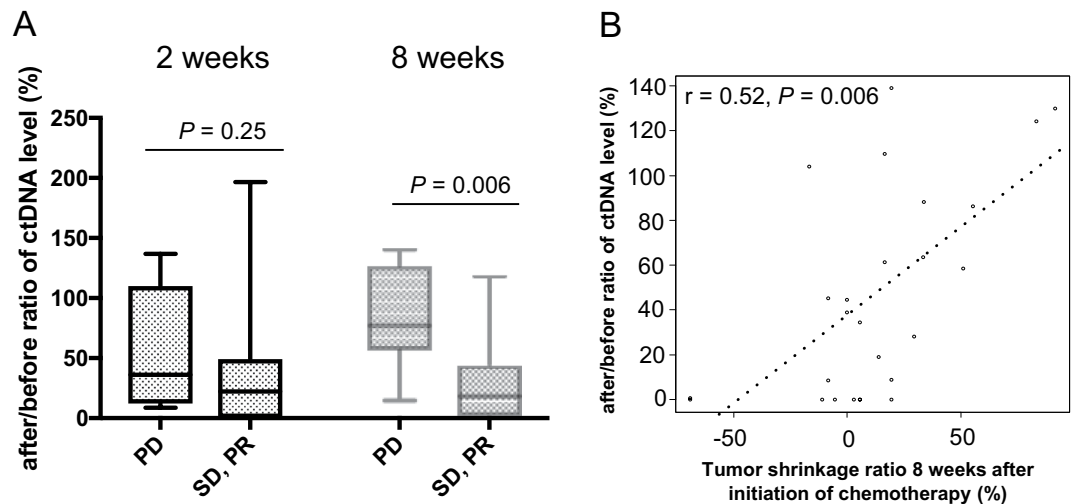 A
2 weeks
8 weeks
after/before ratio of ctDNA level (%)
250
200
150
100
50
0
P = 0.25
P = 0.006
PD
SD, PR
PD
SD, PR
B
after/before ratio of ctDNA level (%)
140
120
100
80
60
40
20
0
r = 0.52, P = 0.006
-50
0
50
Tumor shrinkage ratio 8 weeks after
initiation of chemotherapy (%)